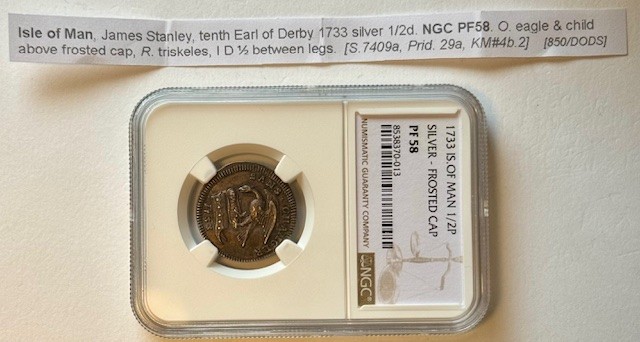 Isle of Man, James Stanley, tenth Earl of Derby 1733 silver 1/2d. NGC PF58. O. eagle & child
above frosted cap, R. triskeles, I D ½ between legs. [S.7409a, Prid. 29a, KM#4b.2] [850/DODS]
1733 IS.OF MAN 1/2P
SILVER - FROSTED CAP
PF 58
8538370-013
NUMISMATIC GUARANTY COMPANY
NGC